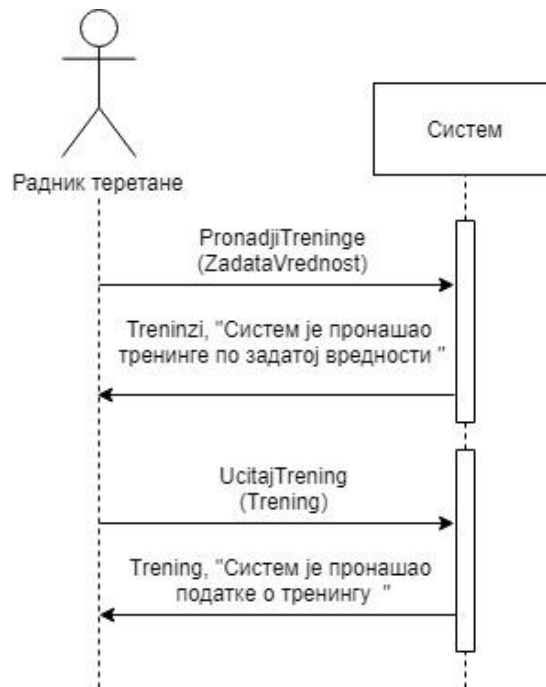 Радник теретане
Систем
PronadjiTreninge
(ZadataVrednost)
Treninzi, "Систем је пронашао
тренинге по задатој вредности "
UcitajTrening
(Trening)
Trening, "Систем је пронашао
податке о тренингу "